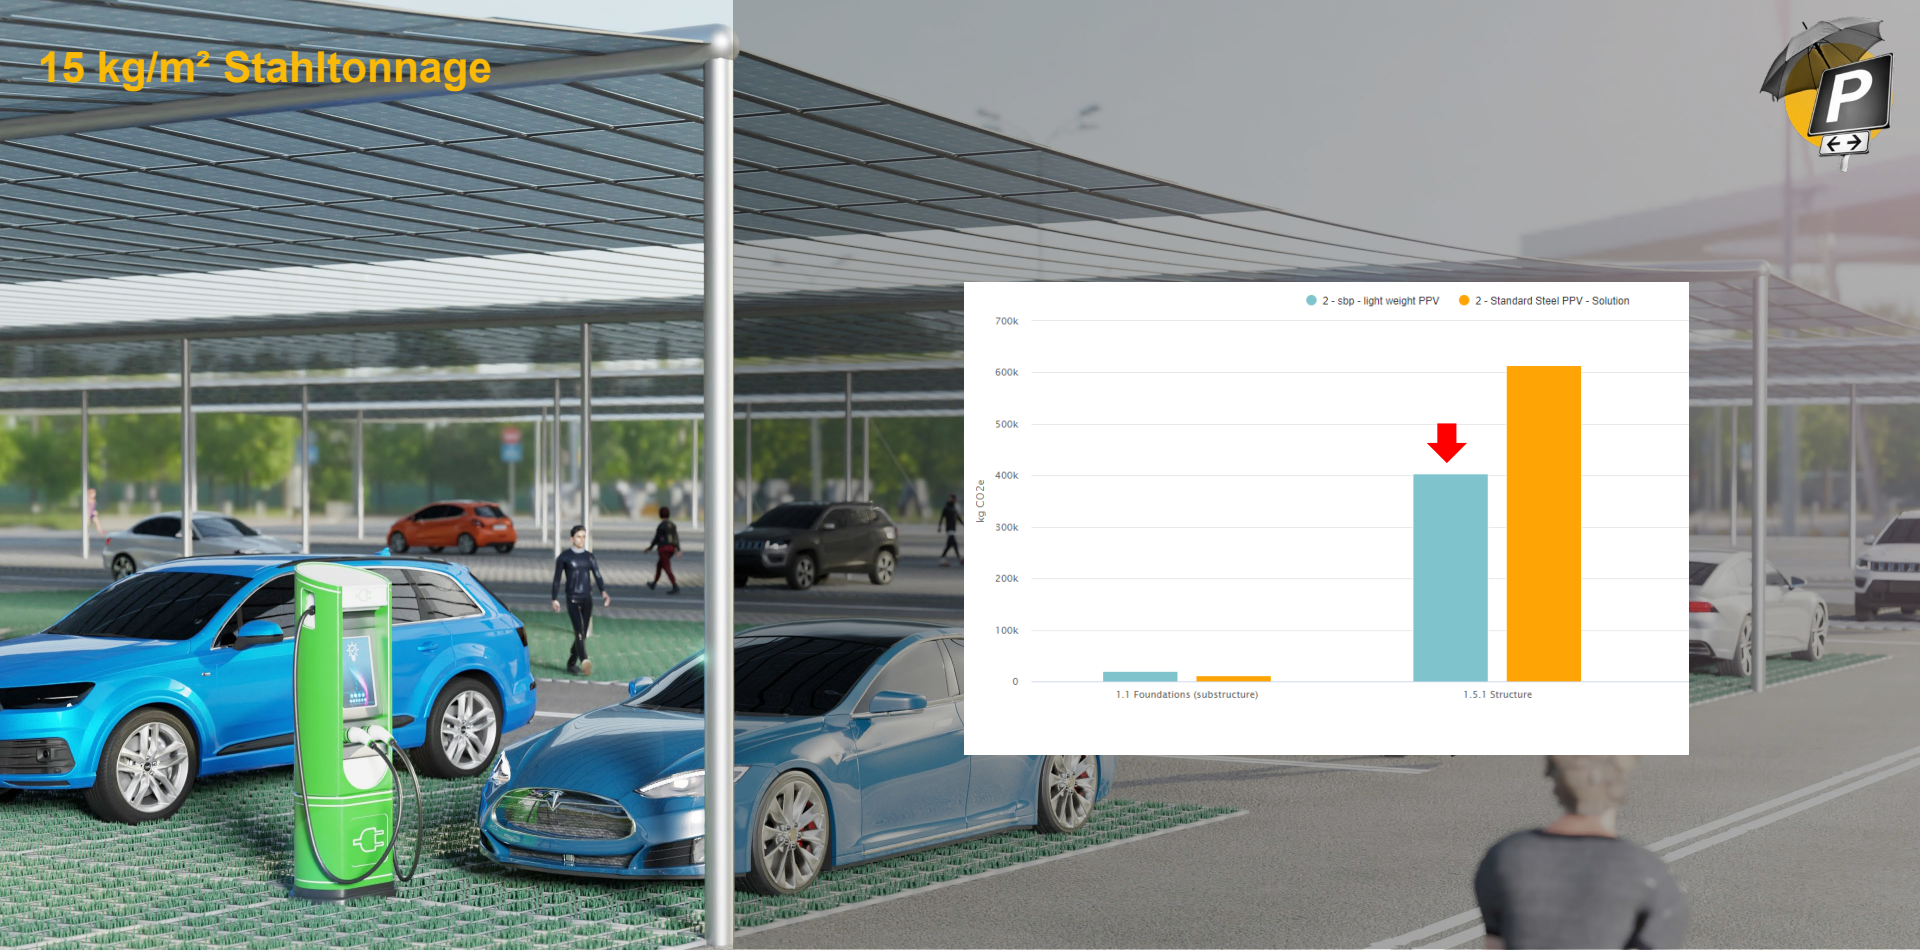 15 kg/m² Stahltonnage
P
2 - sbp - light weight PPV
2 - Standard Steel PPV - Solution
700k
600k
500k
400k
300k
200k
100k
0
kg CO2e
1.1 Foundations (substructure)
1.5.1 Structure